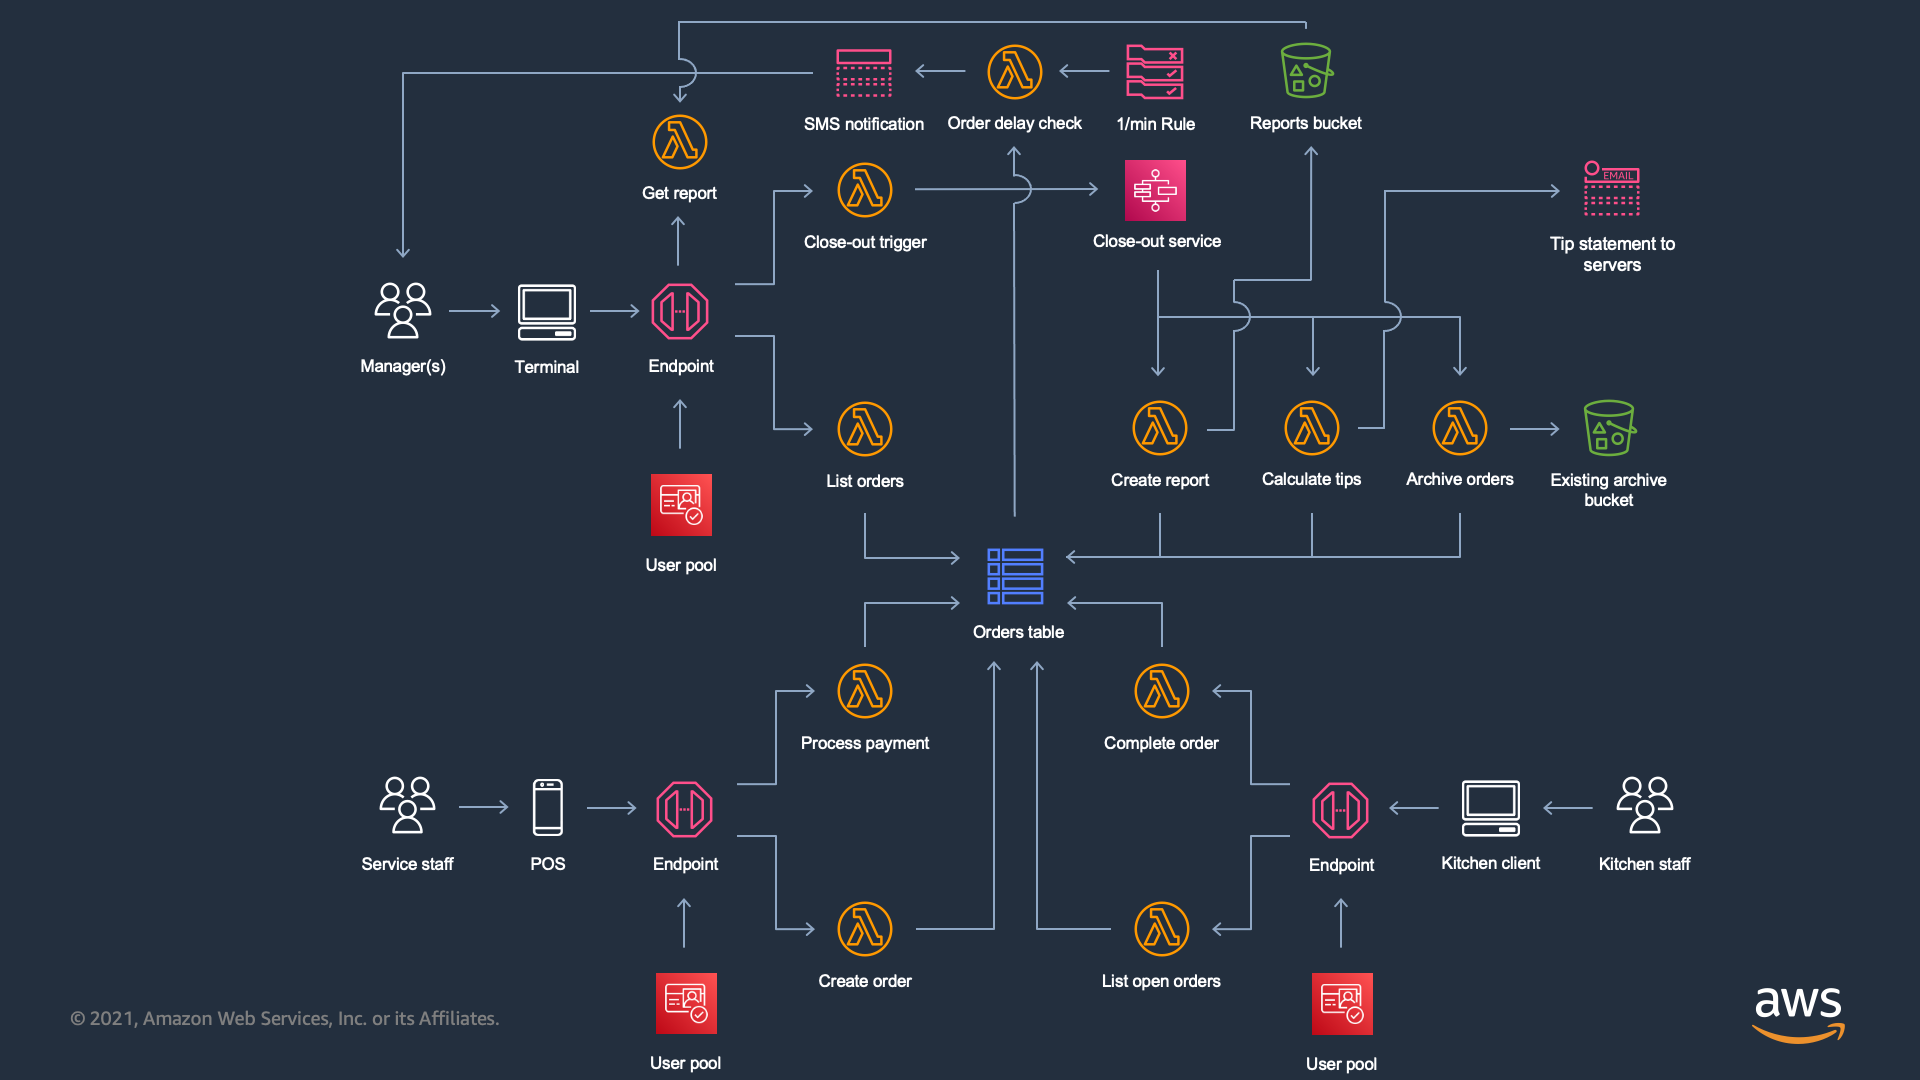 SMS notification
Order delay check
1/min Rule
Reports bucket
Get report
EMAIL
Close-out trigger
Close-out service
Tip statement to
servers
Manager(s)
Terminal
Endpoint
List orders
Create report
Calculate tips
Archive orders
Existing archive
bucket
User pool
Orders table
Process payment
Complete order
Service staff
POS
Endpoint
Endpoint
Kitchen client
Kitchen staff
Create order
List open orders
User pool
User pool
© 2021, Amazon Web Services, Inc. or its Affiliates.
aws